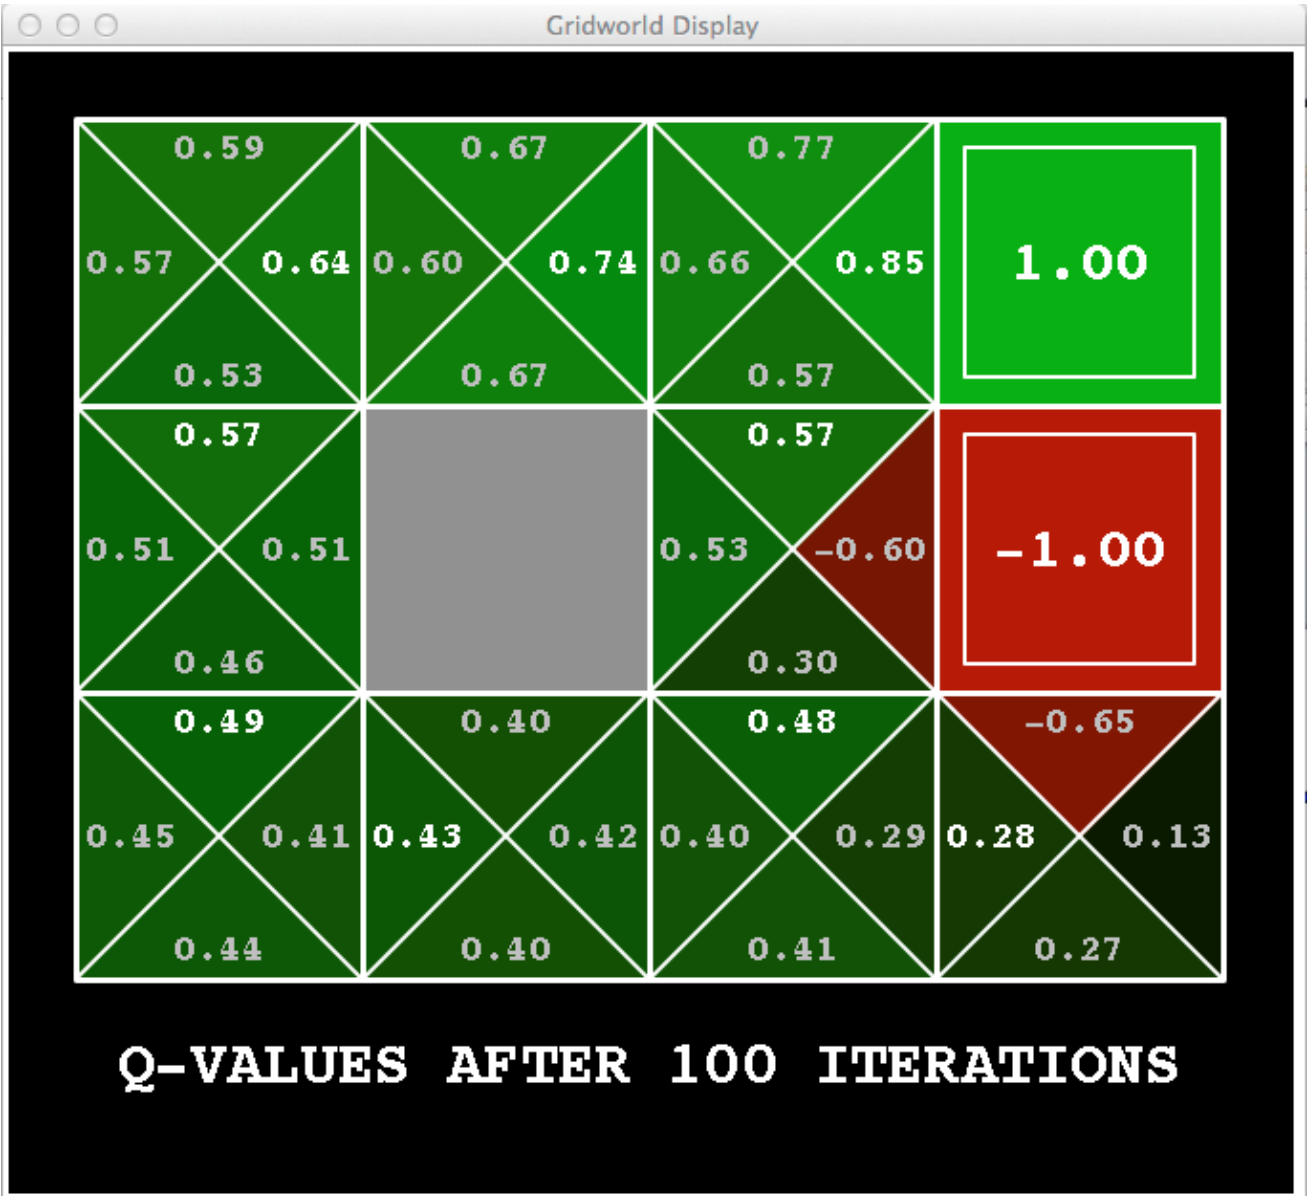 Gridworld Display
0.59 0.67 0.77
0.57 0.64 0.60 0.74 0.66 0.85 1.00
0.53 0.67 0.57
0.57 0.57
0.51 0.51 0.53 -0.60 -1.00
0.46 0.30
0.49 0.40 0.48 -0.65
0.45 0.41 0.43 0.42 0.40 0.29 0.28 0.13
0.44 0.40 0.41 0.27
Q-VALUES AFTER 100 ITERATIONS